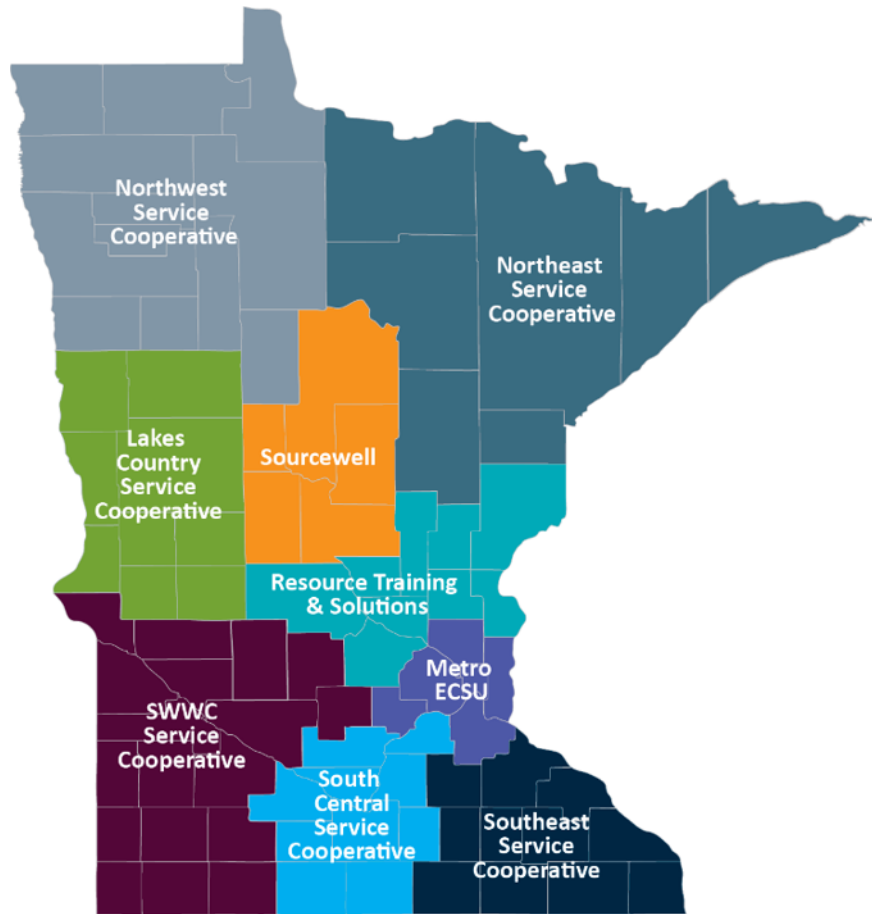 Northwest
Service
Cooperative
Northeast
Service
Cooperative
Lakes
Country
Service
Cooperative
Sourcewell
Resource Training
& Solutions
Metro
ECSU
SWWC
Service
Cooperative
South
Central
Service
Cooperative
Southeast
Service
Cooperative